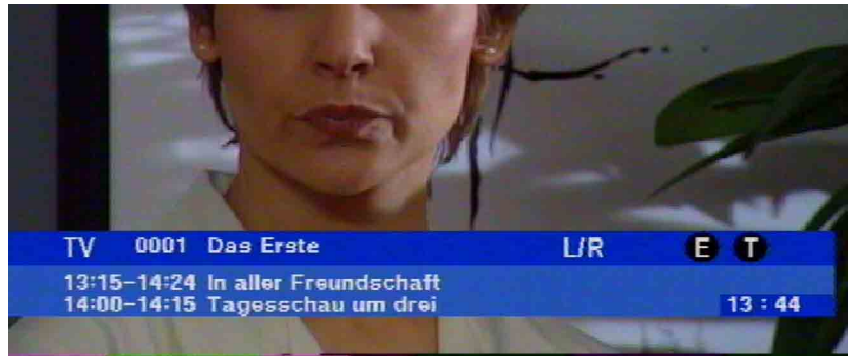 TV 0001 Das Erste L/R E T
13:15-14:24 In aller Freundschaft
14:00-14:15 Tagesschau um drei 13 : 44